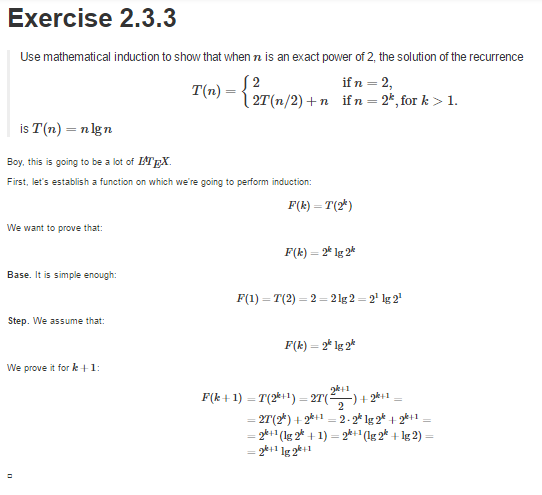 Exercise 2.3.3
Use mathematical induction to show that when n is an exact power of 2, the solution of the recurrence
T(n) = { 2 if n = 2,
2T(n/2) + n if n = 2^k, for k > 1.
is T(n) = n lg n
Boy, this is going to be a lot of LATEX.
First, let's establish a function on which we're going to perform induction:
F(k) = T(2^k)
We want to prove that:
F(k) = 2^k lg 2^k
Base. It is simple enough:
F(1) = T(2) = 2 = 2 lg 2 = 2^1 lg 2^1
Step. We assume that:
F(k) = 2^k lg 2^k
We prove it for k + 1:
F(k + 1) = T(2^{k+1}) = 2T(2^{k+1}/2) + 2^{k+1} =
= 2T(2^k) + 2^{k+1} = 2 · 2^k lg 2^k + 2^{k+1} =
= 2^{k+1}(lg 2^k + 1) = 2^{k+1}(lg 2^k + lg 2) =
= 2^{k+1} lg 2^{k+1}
□